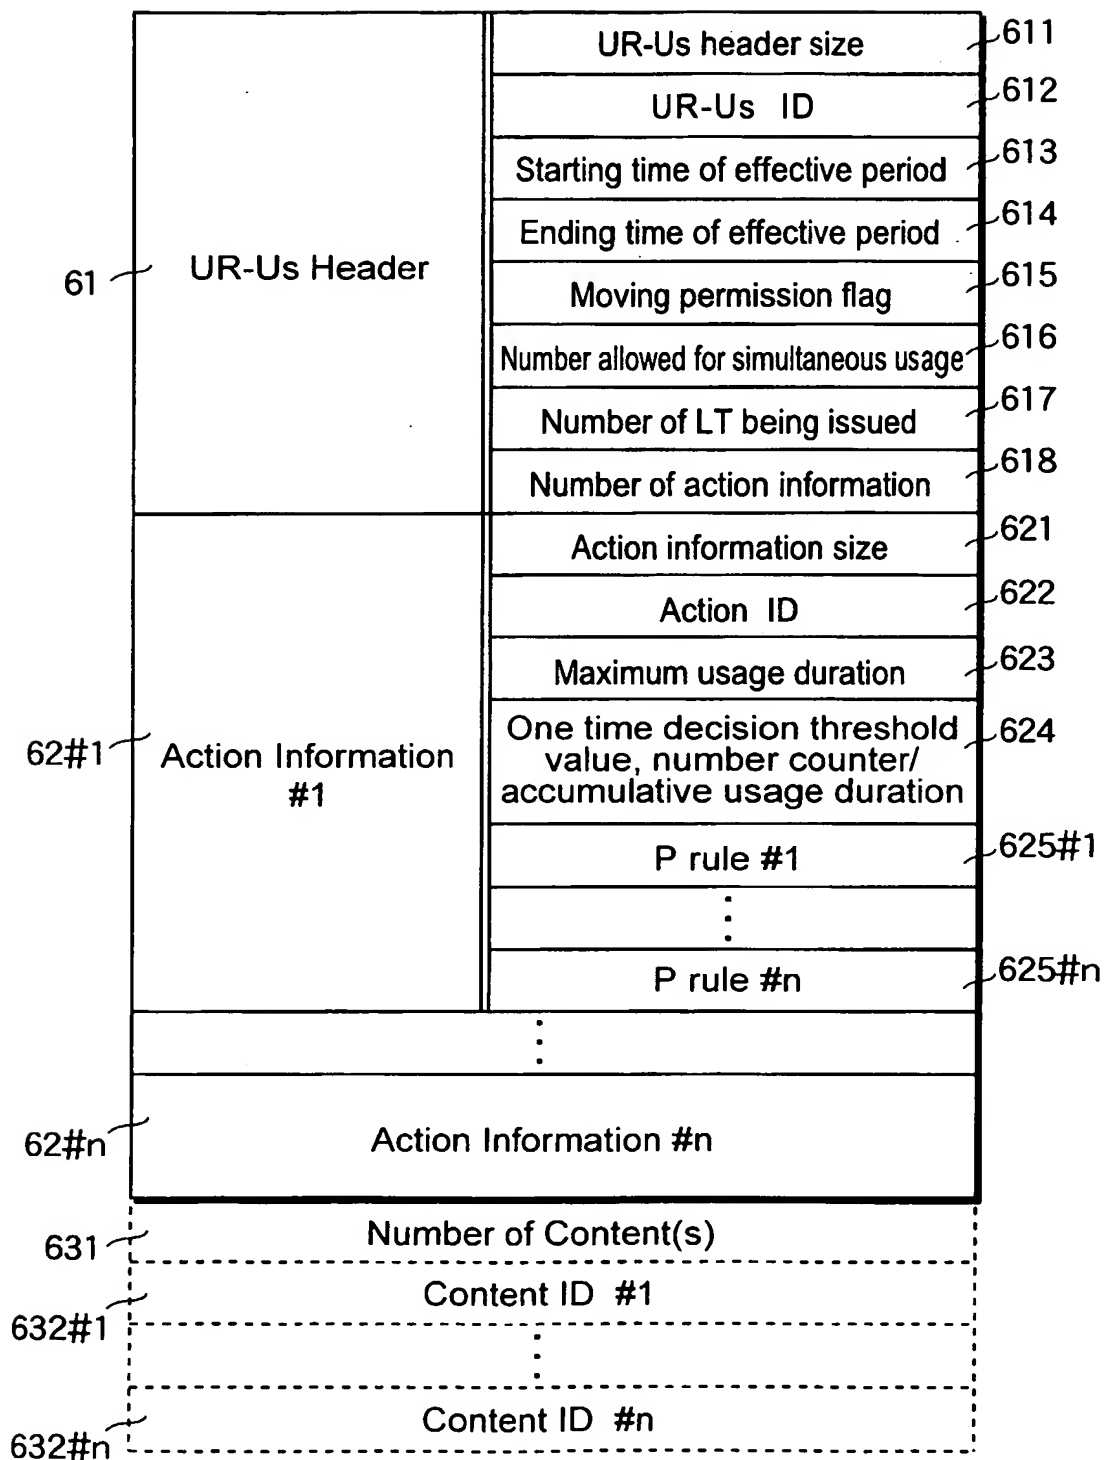 UR-Us header size
611
UR-Us ID
612
Starting time of effective period
613
Ending time of effective period
614
61
UR-Us Header
Moving permission flag
615
Number allowed for simultaneous usage
616
Number of LT being issued
617
Number of action information
618
Action information size
621
Action ID
622
Maximum usage duration
623
62#1
Action Information
#1
One time decision threshold
value, number counter/
accumulative usage duration
624
P rule #1
625#1
P rule #n
625#n
62#n
Action Information #n
631
Number of Content(s)
632#1
Content ID #1
632#n
Content ID #n